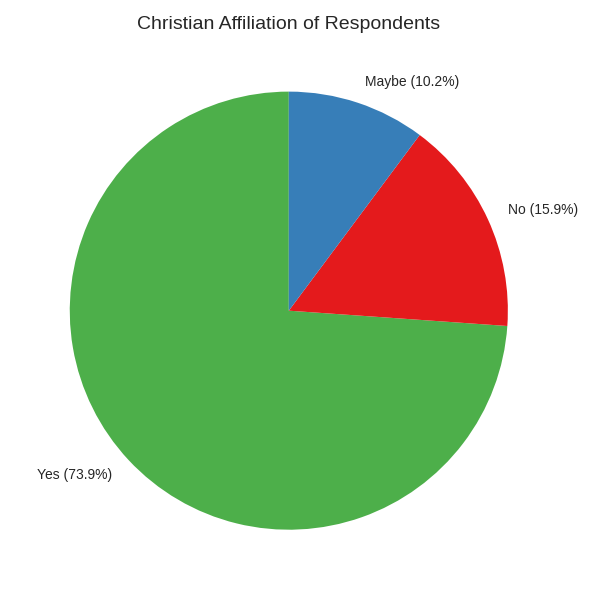 Christian Affiliation of Respondents
Maybe (10.2%)
No (15.9%)
Yes (73.9%)